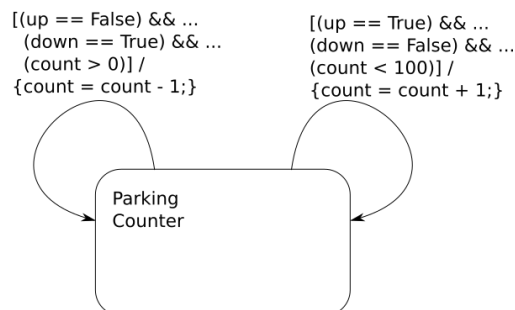 [(up == False) && ...
(down == True) && ...
(count > 0)] /
{count = count - 1;}
[(up == True) && ...
(down == False) && ...
(count < 100)] /
{count = count + 1;}
Parking
Counter